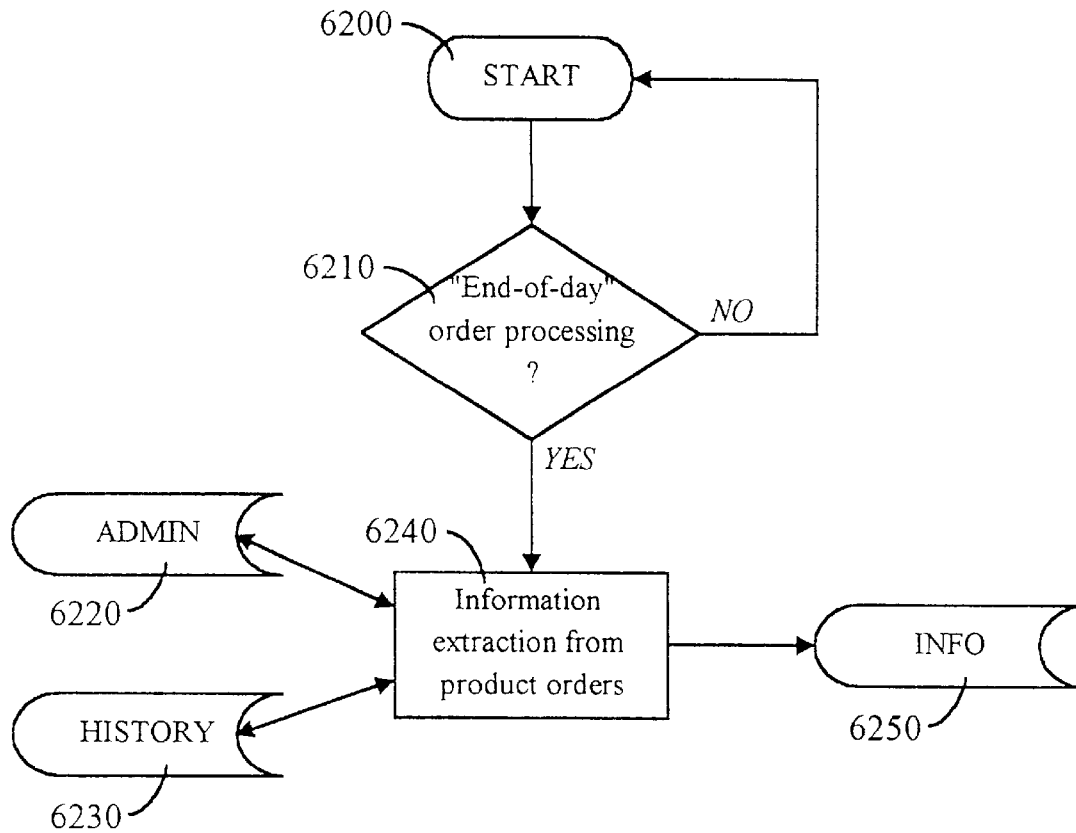 6200
START
6210
"End-of-day"
order processing
?
NO
YES
ADMIN
6220
6240
Information
extraction from
product orders
INFO
6250
HISTORY
6230